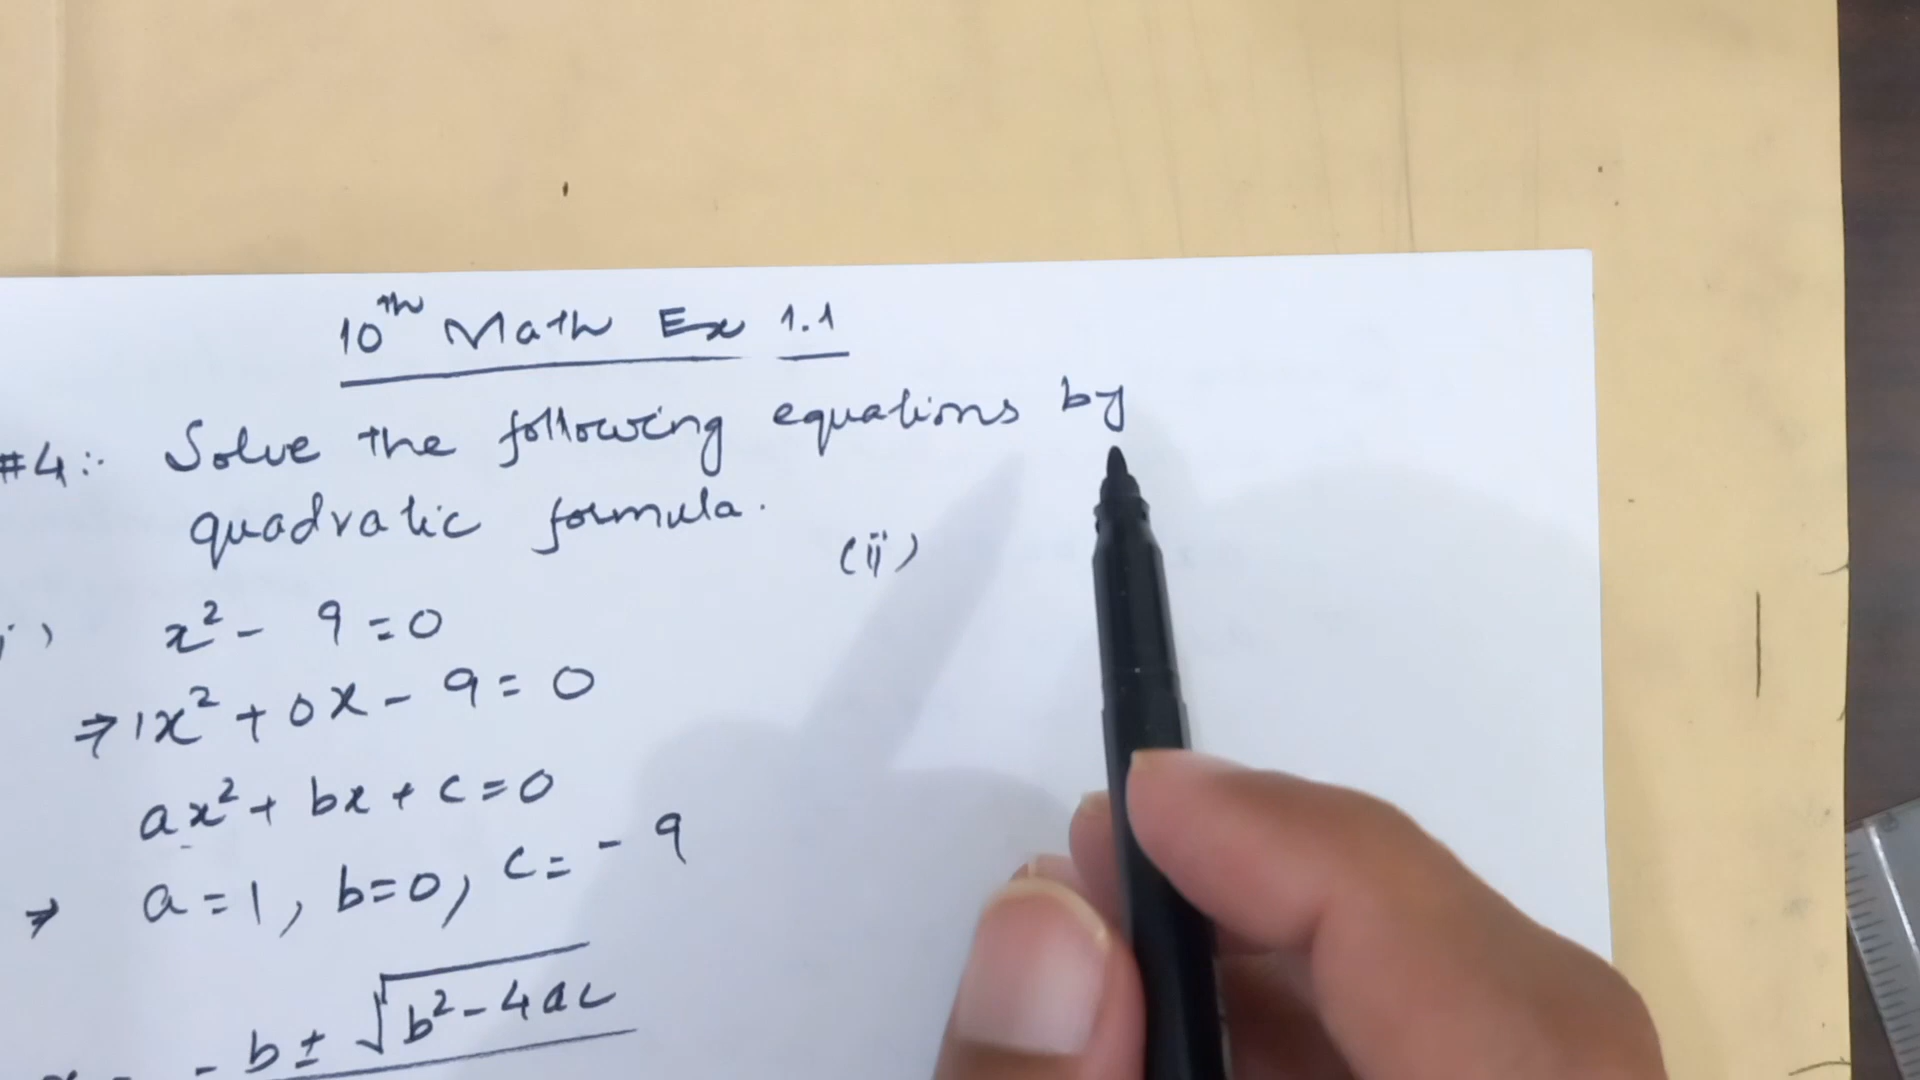 10th Math Ex 1.1
#4:- Solve the following equations by
quadratic formula.
(ii)
x² - 9 = 0
⇒ 1x² + 0x - 9 = 0
ax² + bx + c = 0
⇒ a = 1, b = 0, c = - 9
- b ± √b² - 4ac